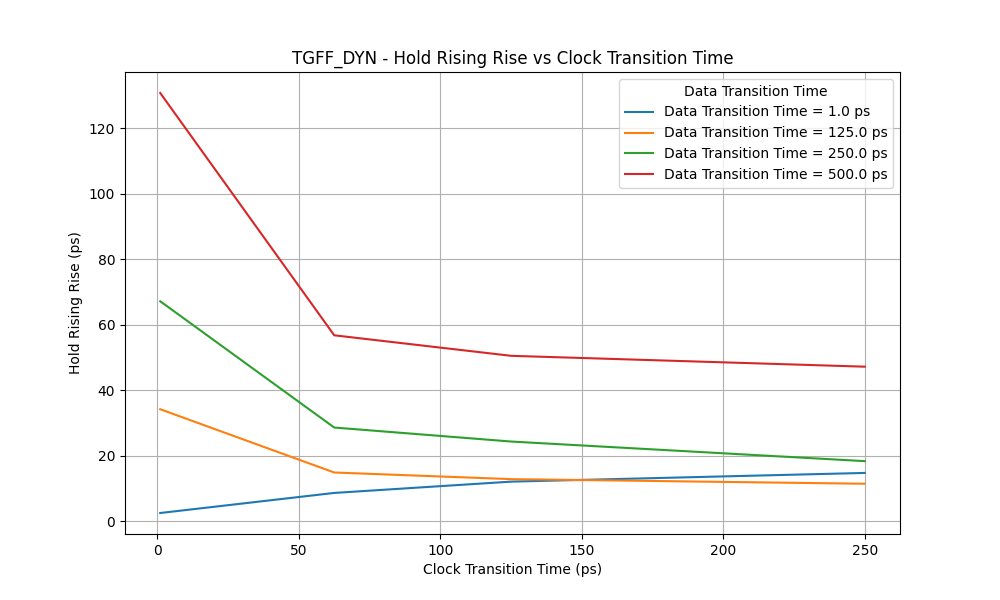 TGFF_DYN - Hold Rising Rise vs Clock Transition Time
Data Transition Time
Data Transition Time = 1.0 ps
Data Transition Time = 125.0 ps
Data Transition Time = 250.0 ps
Data Transition Time = 500.0 ps
Hold Rising Rise (ps)
120
100
80
60
40
20
0
0 50 100 150 200 250
Clock Transition Time (ps)